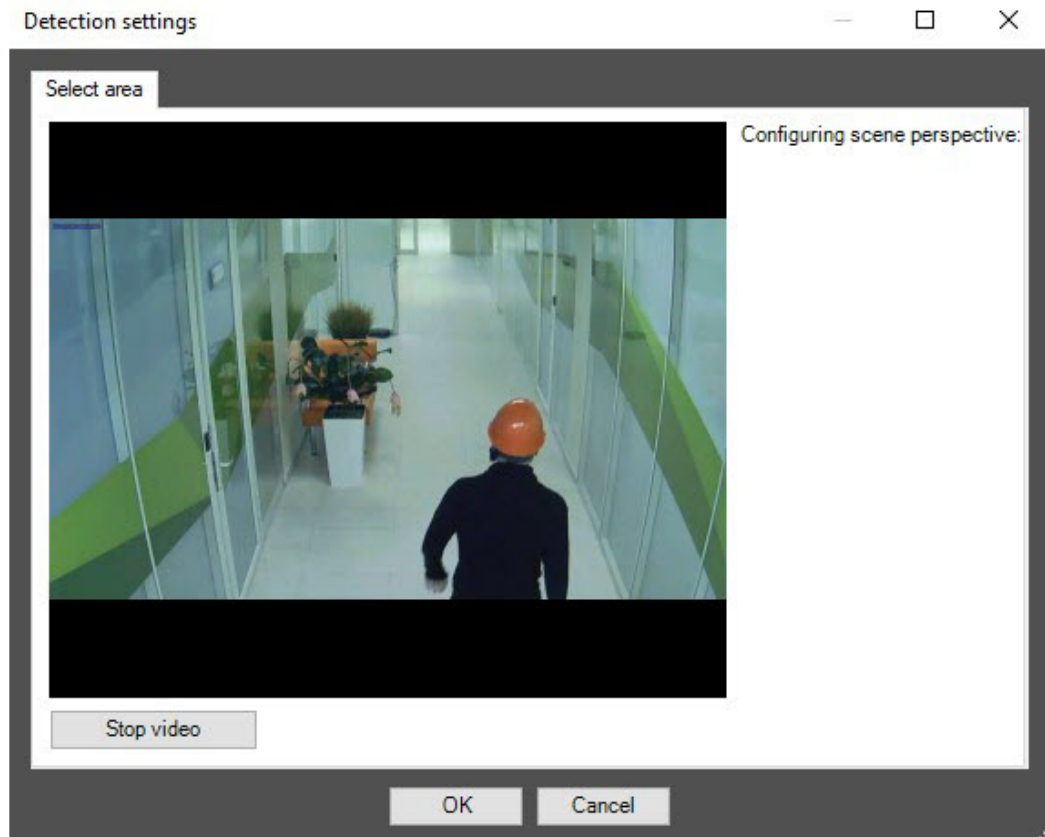 Detection settings
Select area
Configuring scene perspective:
Stop video
OK
Cancel